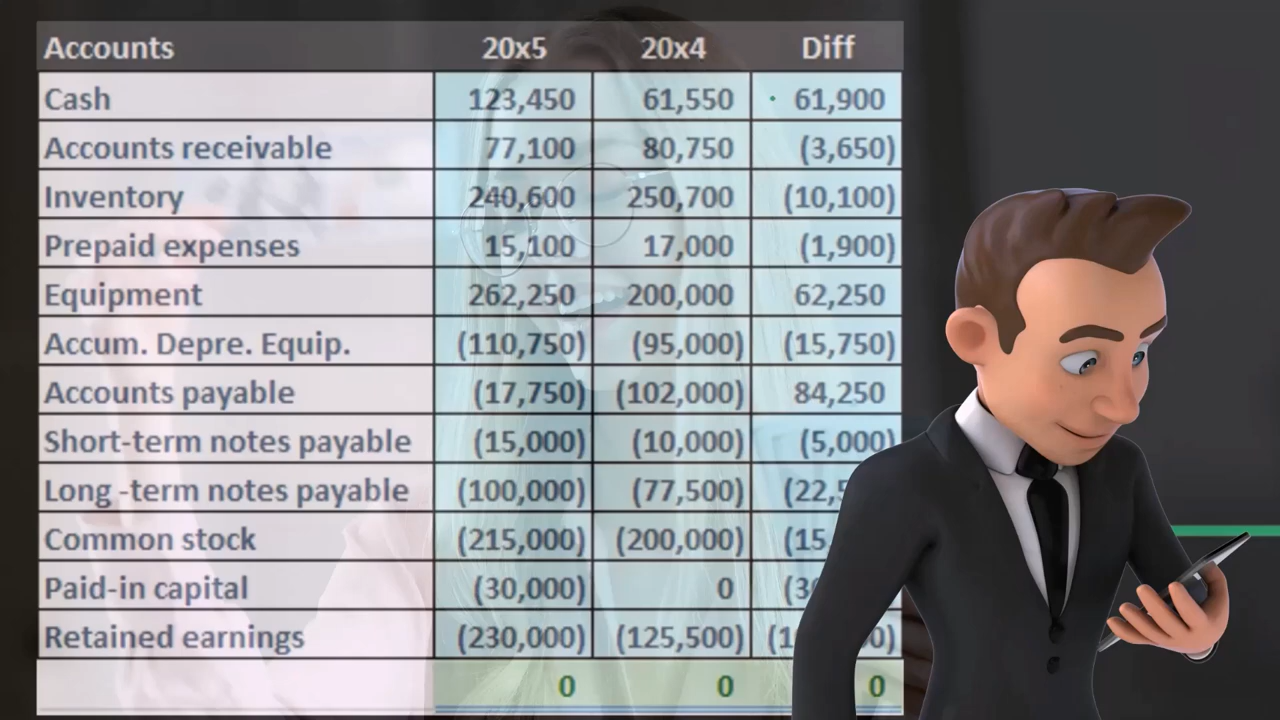 Accounts 20x5 20x4 Diff
Cash 123,450 61,550 61,900
Accounts receivable 77,100 80,750 (3,650)
Inventory 240,600 250,700 (10,100)
Prepaid expenses 15,100 17,000 (1,900)
Equipment 262,250 200,000 62,250
Accum. Depre. Equip. (110,750) (95,000) (15,750)
Accounts payable (17,750) (102,000) 84,250
Short-term notes payable (15,000) (10,000) (5,000)
Long -term notes payable (100,000) (77,500)
Common stock (215,000) (200,000)
Paid-in capital (30,000) 0
Retained earnings (230,000) (125,500)
0 0 0